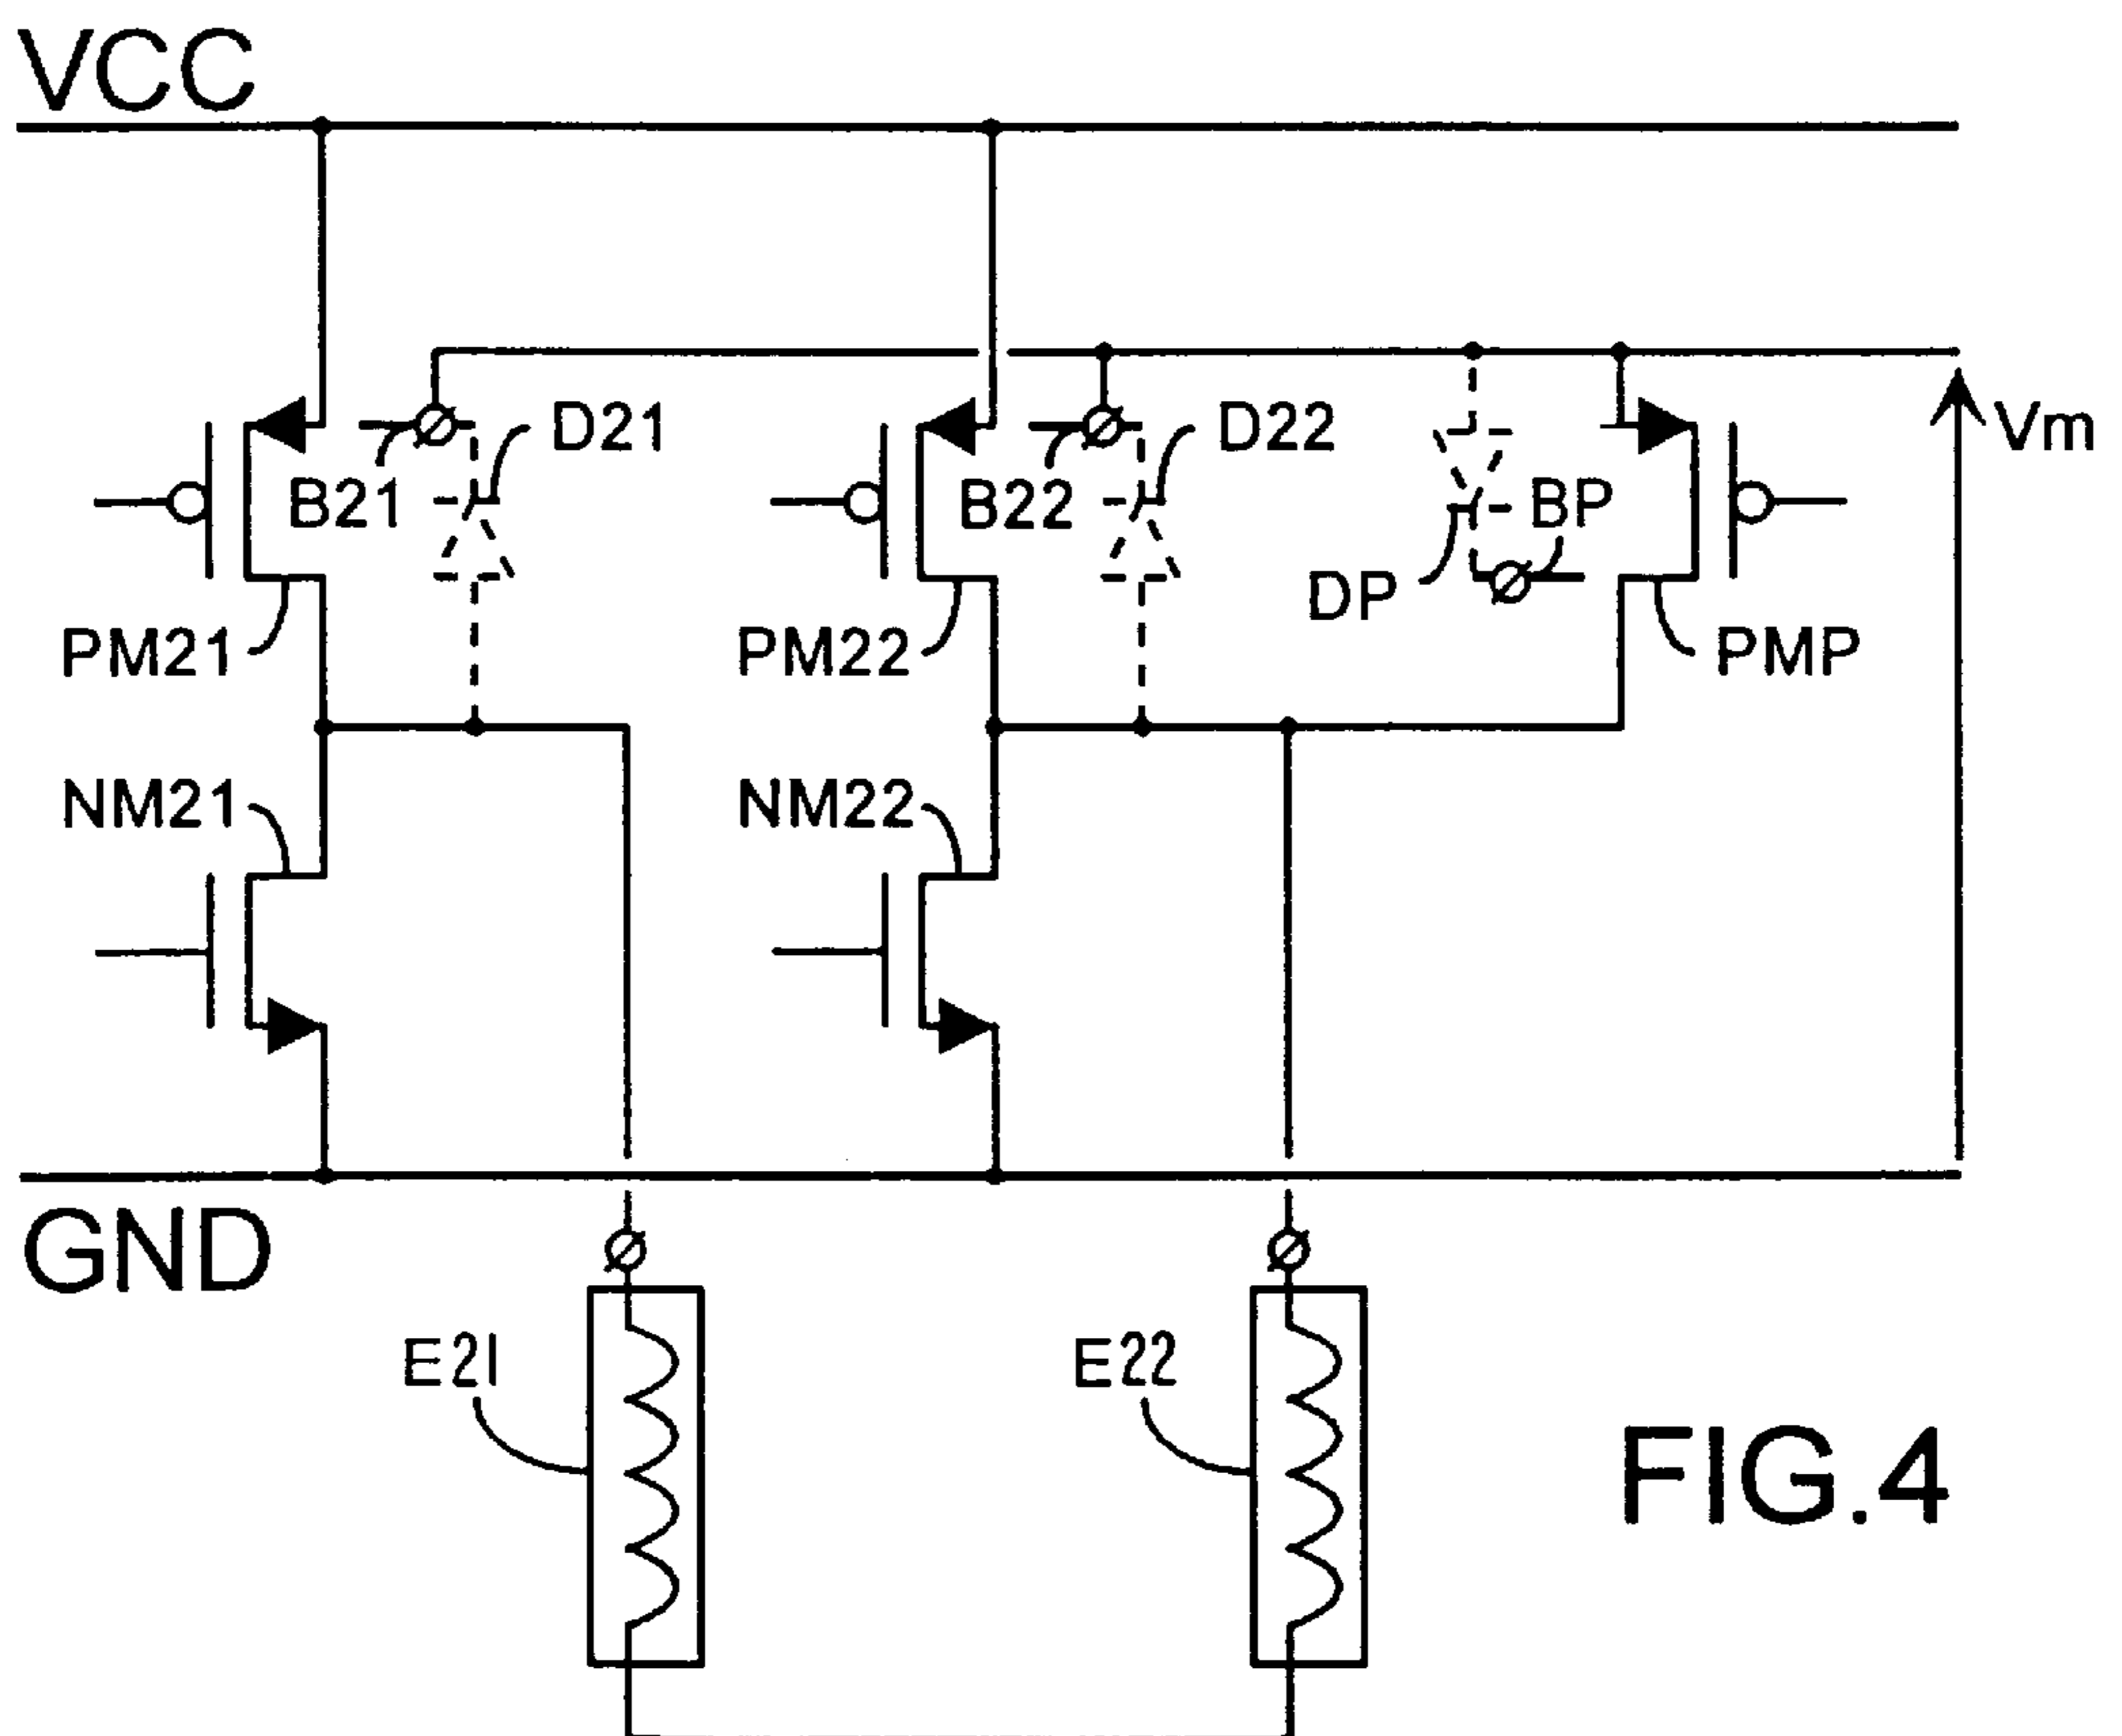 VCC
D21
D22
Vm
B21
B22
BP
DP
PM21
PM22
PMP
NM21
NM22
GND
E21
E22
FIG.4